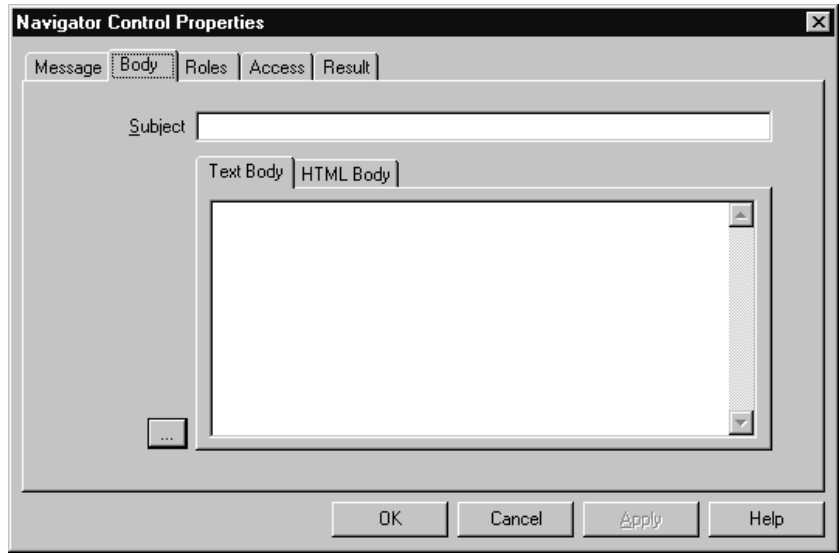 Navigator Control Properties
Message Body Roles Access Result
Subject
Text Body HTML Body
...
OK Cancel Apply Help